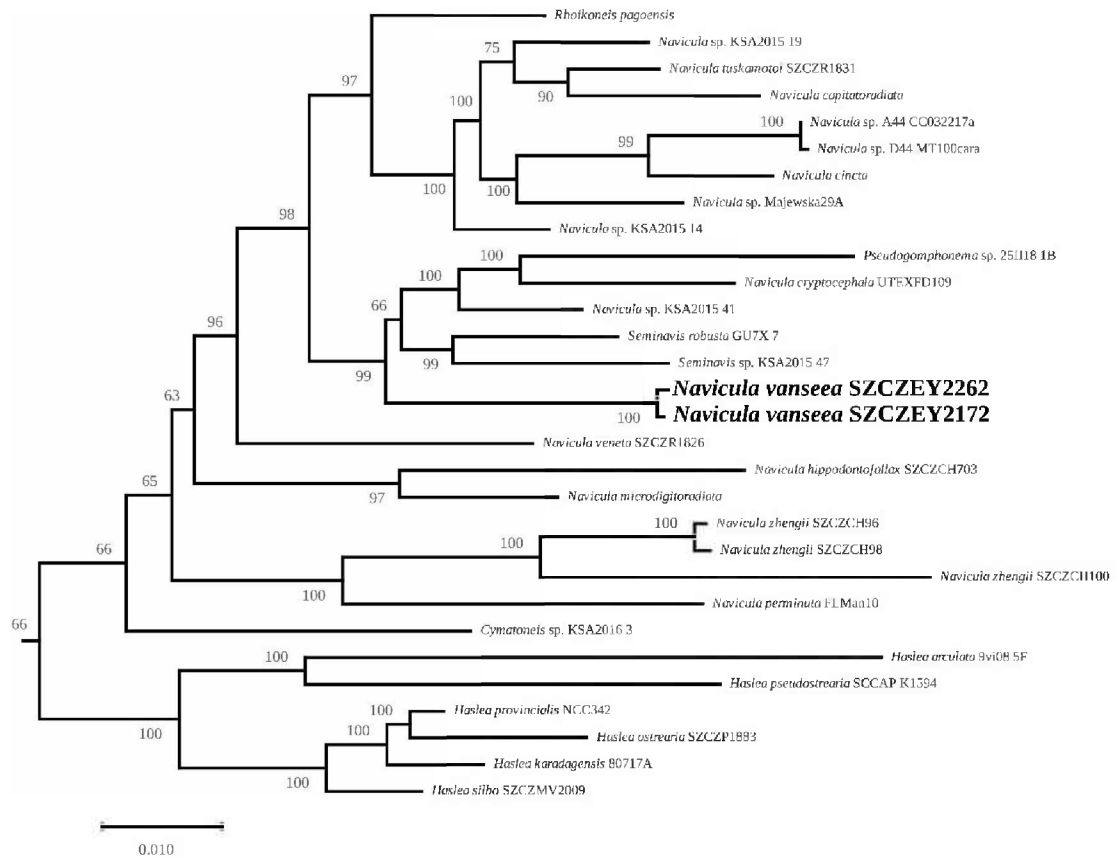 Rhoikoneis pagoensis
Navicula sp. KSA2015 19
75
Navicula tuskamotoi SZCZR1831
97
90
Navicula capitatoradiata
100
100
Navicula sp. A44 CC032217a
99
Navicula sp. D44 MT100cara
Navicula cincta
100
100
Navicula sp. Majewska29A
98
Navicula sp. KSA2015 14
100
Pseudogomphonema sp. 25II18 1B
100
Navicula cryptocephala UTEXFD109
66
Navicula sp. KSA2015 41
96
Seminavis robusta GU7X 7
99
Seminavis sp. KSA2015 47
99
Navicula vanseea SZCZEY2262
63
100
Navicula vanseea SZCZEY2172
Navicula veneta SZCZR1826
65
Navicula hippodontofallax SZCZCH703
97
Navicula microdigitoradiata
100
Navicula zhengii SZCZCH96
66
100
Navicula zhengii SZCZCH98
Navicula zhengii SZCZCH100
100
Navicula perminuta FLMan10
66
Cymatoneis sp. KSA2016 3
100
Haslea arculata 9vi08 5F
Haslea pseudostrearia SCCAP K1594
100
Haslea provincialis NCC342
100
100
Haslea ostrearia SZCZP1883
Haslea karadagensis 80717A
100
Haslea silbo SZCZMV2009
0.010